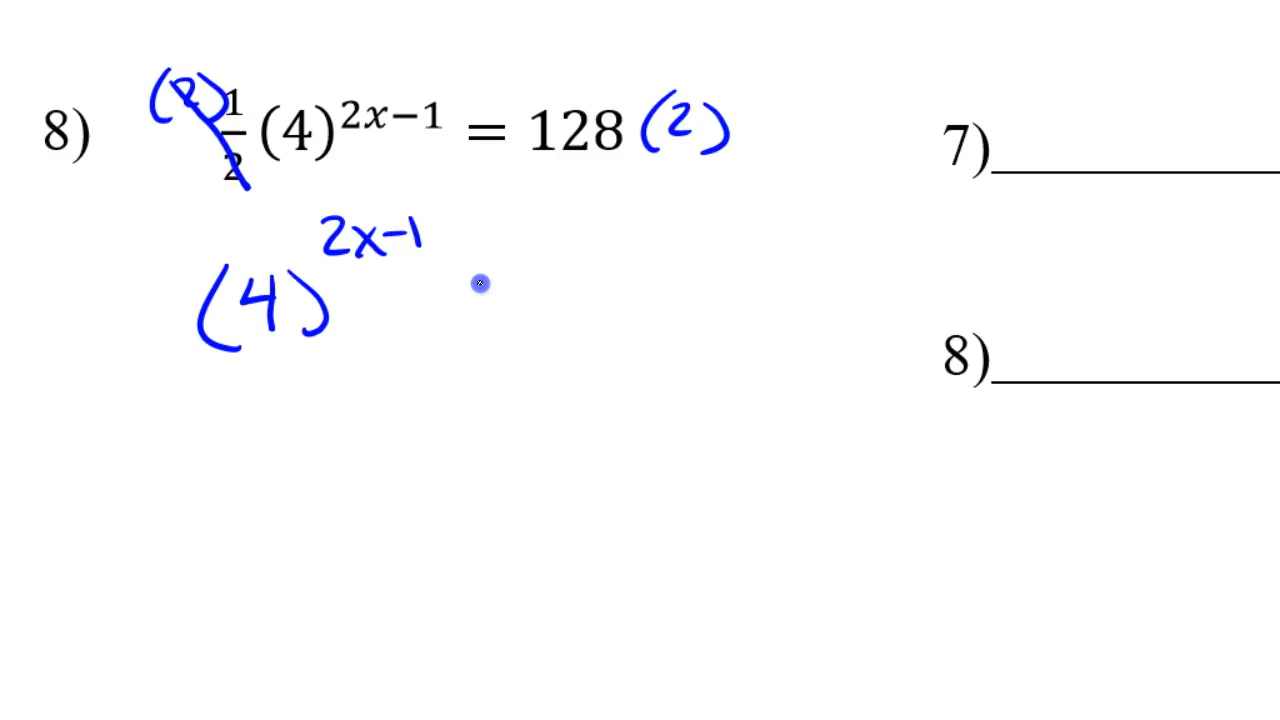 8) (2) 1/2 (4)^{2x−1} = 128 (2)
7)
(4)^{2x-1}
8)